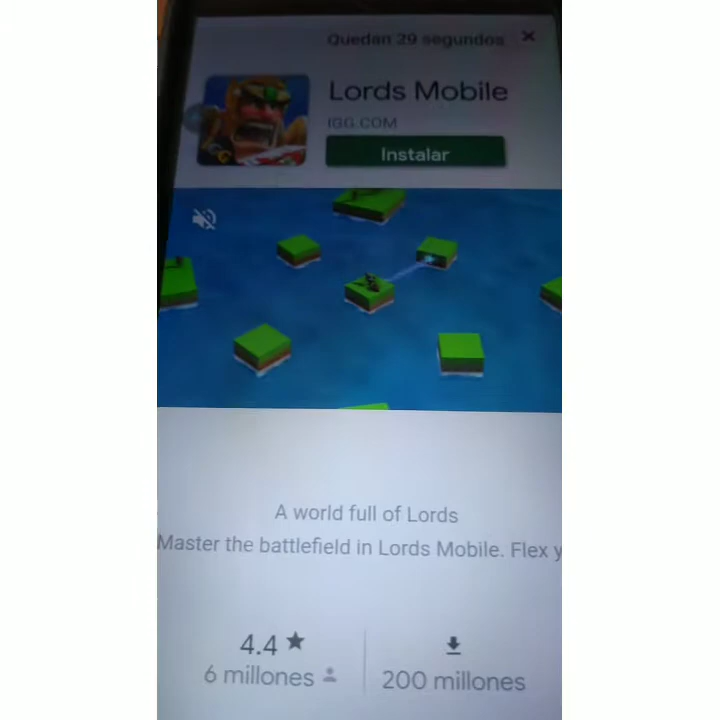 Quedan 29 segundos
Lords Mobile
IGG.COM
Instalar
A world full of Lords
Master the battlefield in Lords Mobile. Flex y
4.4
6 millones
200 millones